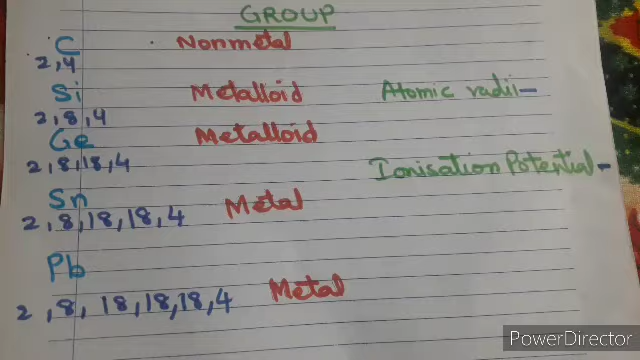 GROUP
C Nonmetal
2,4
Si Metalloid Atomic radii-
2,8,4
Ge Metalloid
2,8,18,4 Ionisation Potential-
Sn Metal
2,8,18,18,4
Pb
2,8,18,18,18,4 Metal
PowerDirector